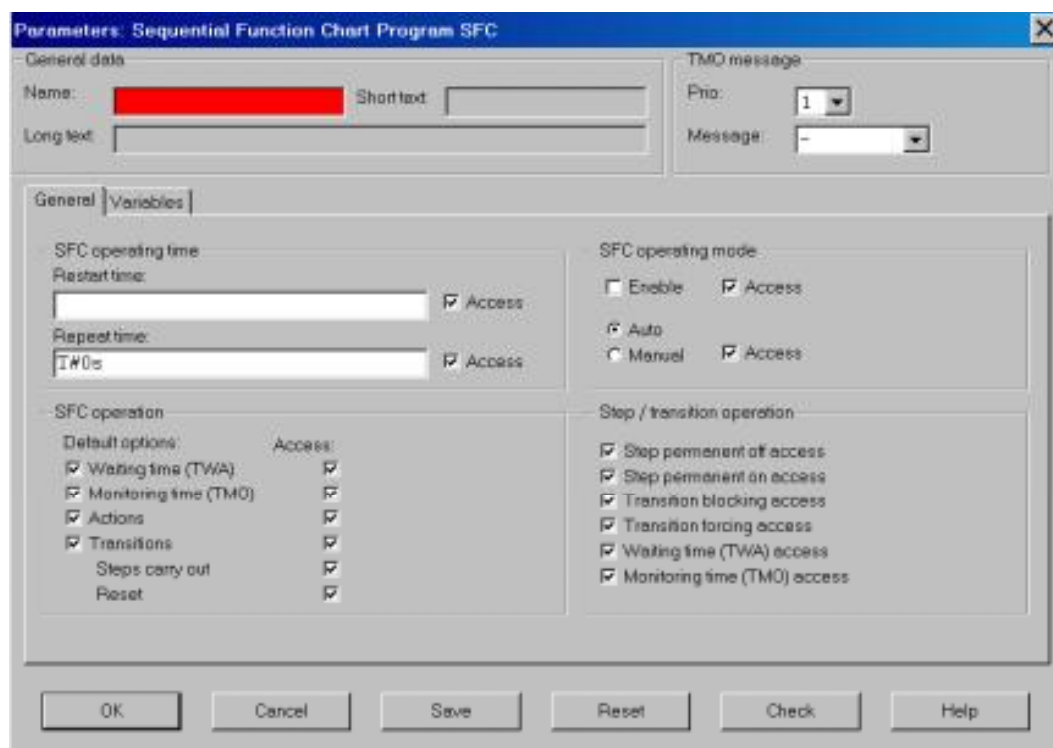 Parameters: Sequential Function Chart Program SFC
General data
Name:
Short text:
Long text:
TMO message
Prio:
1
Message:
-
General
Variables
SFC operating time
Restart time:
Access
Repeat time:
T#0s
Access
SFC operating mode
Enable
Access
Auto
Manual
Access
SFC operation
Default options:
Access:
Waiting time (TWA)
Monitoring time (TMO)
Actions
Transitions
Steps carry out
Reset
Step / transition operation
Step permanent off access
Step permanent on access
Transition blocking access
Transition forcing access
Waiting time (TWA) access
Monitoring time (TMO) access
OK
Cancel
Save
Reset
Check
Help